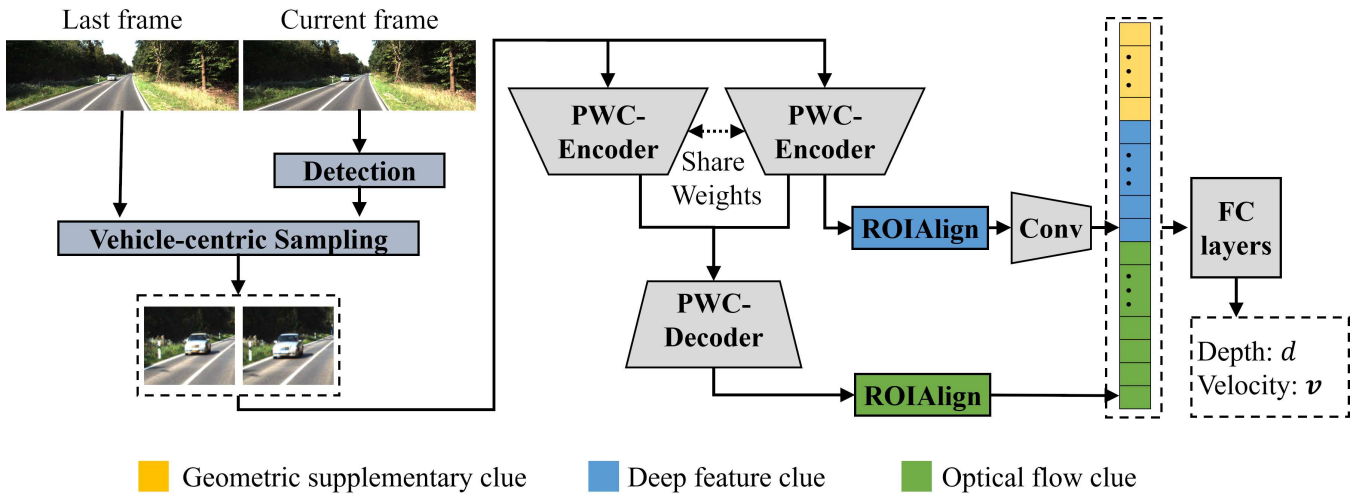 Last frame
Current frame
Detection
Vehicle-centric Sampling
PWC-
Encoder
PWC-
Encoder
Share
Weights
PWC-
Decoder
ROIAlign
Conv
ROIAlign
FC
layers
Depth: d
Velocity: v
Geometric supplementary clue
Deep feature clue
Optical flow clue